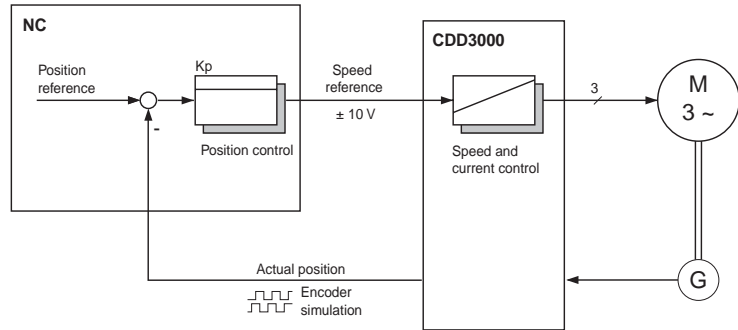 NC
Position
reference
Kp
-
Position control
Speed
reference
± 10 V
CDD3000
Speed and
current control
3
M
3 ~
G
Actual position
Encoder
simulation